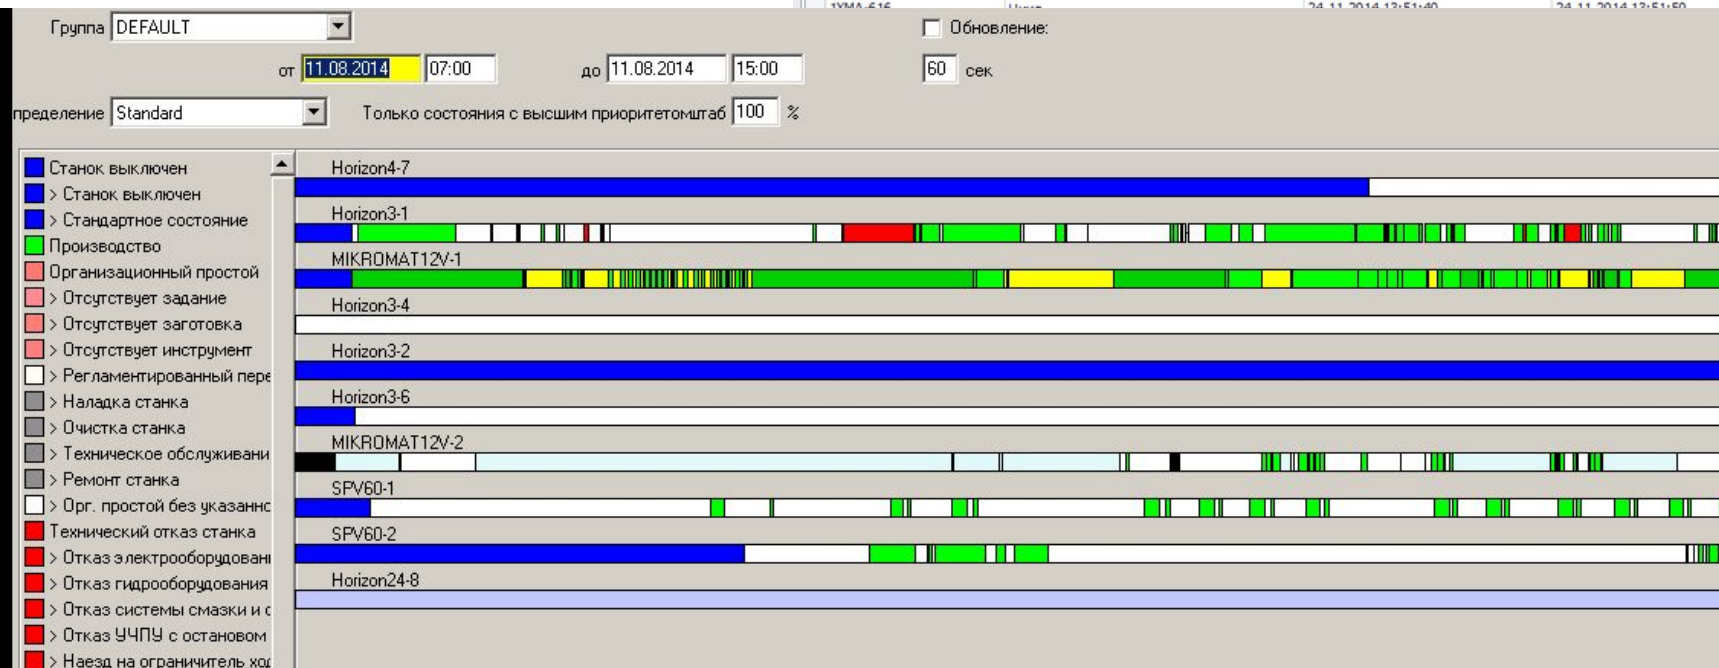 Группа DEFAULT
Обновление:
от 11.08.2014 07:00 до 11.08.2014 15:00 60 сек
пределение Standard Только состояния с высшим приоритетомштаб 100 %
Станок выключен
> Станок выключен
> Стандартное состояние
Производство
Организационный простой
> Отсутствует задание
> Отсутствует заготовка
> Отсутствует инструмент
> Регламентированный пере
> Наладка станка
> Очистка станка
> Техническое обслуживани
> Ремонт станка
> Орг. простой без указанно
Технический отказ станка
> Отказ электрооборудован
> Отказ гидрооборудования
> Отказ системы смазки и с
> Отказ УЧПУ с остановом
> Наезд на ограничитель ход
Horizon4-7
Horizon3-1
MIKROMAT12V-1
Horizon3-4
Horizon3-2
Horizon3-6
MIKROMAT12V-2
SPV60-1
SPV60-2
Horizon24-8